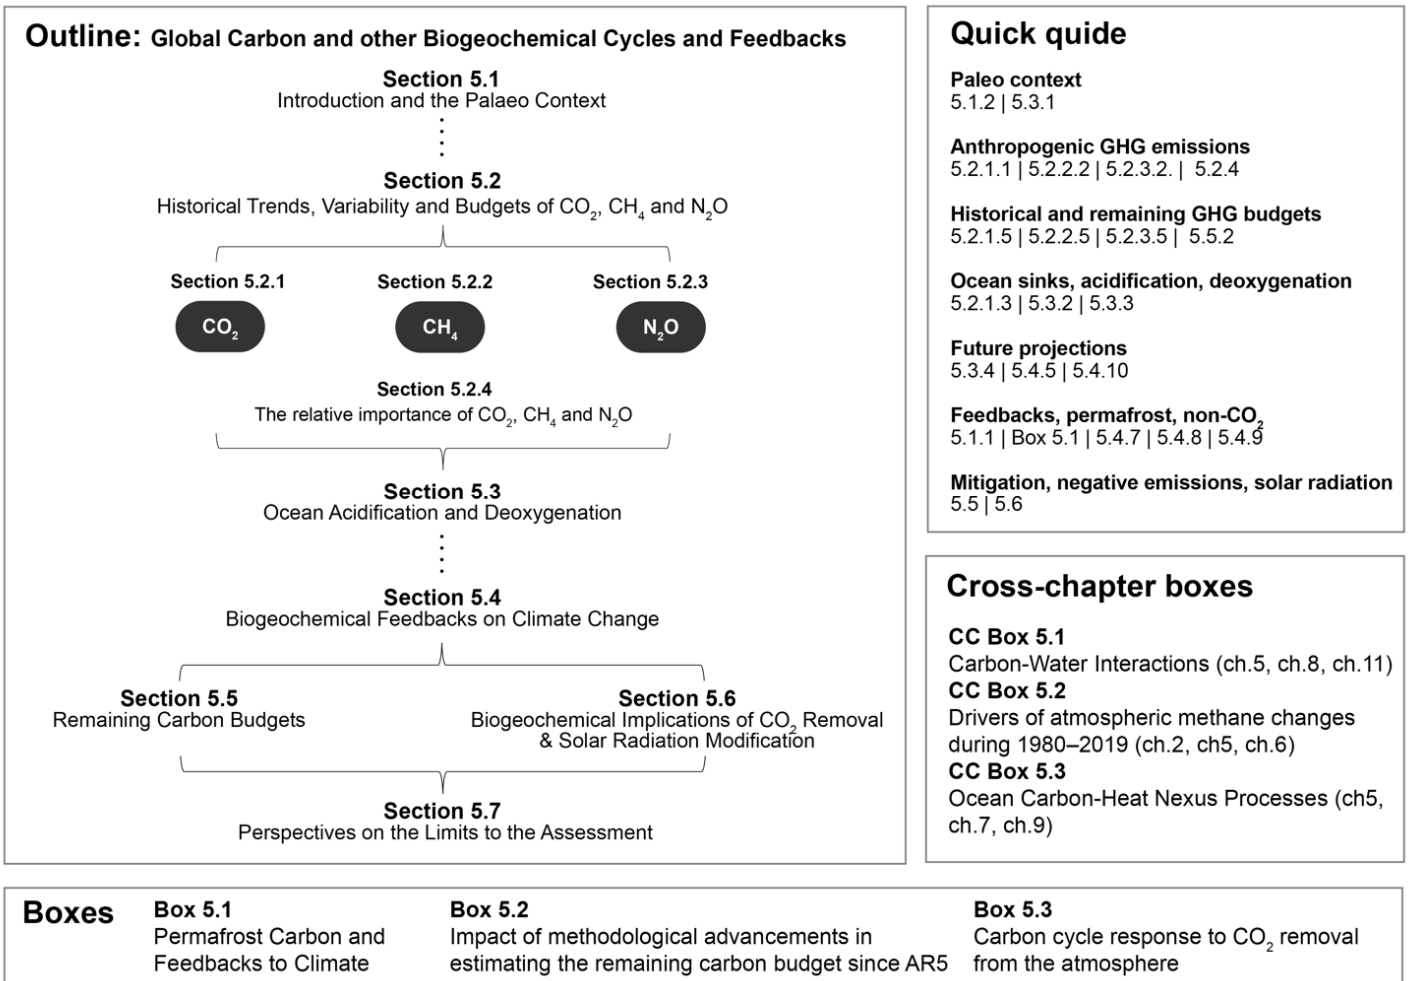 Outline: Global Carbon and other Biogeochemical Cycles and Feedbacks
Section 5.1
Introduction and the Palaeo Context
Section 5.2
Historical Trends, Variability and Budgets of CO₂, CH₄ and N₂O
Section 5.2.1
Section 5.2.2
Section 5.2.3
CO₂
CH₄
N₂O
Section 5.2.4
The relative importance of CO₂, CH₄ and N₂O
Section 5.3
Ocean Acidification and Deoxygenation
Section 5.4
Biogeochemical Feedbacks on Climate Change
Section 5.5
Remaining Carbon Budgets
Section 5.6
Biogeochemical Implications of CO₂ Removal
& Solar Radiation Modification
Section 5.7
Perspectives on the Limits to the Assessment
Quick quide
Paleo context
5.1.2 | 5.3.1
Anthropogenic GHG emissions
5.2.1.1 | 5.2.2.2 | 5.2.3.2. | 5.2.4
Historical and remaining GHG budgets
5.2.1.5 | 5.2.2.5 | 5.2.3.5 | 5.5.2
Ocean sinks, acidification, deoxygenation
5.2.1.3 | 5.3.2 | 5.3.3
Future projections
5.3.4 | 5.4.5 | 5.4.10
Feedbacks, permafrost, non-CO₂
5.1.1 | Box 5.1 | 5.4.7 | 5.4.8 | 5.4.9
Mitigation, negative emissions, solar radiation
5.5 | 5.6
Cross-chapter boxes
CC Box 5.1
Carbon-Water Interactions (ch.5, ch.8, ch.11)
CC Box 5.2
Drivers of atmospheric methane changes
during 1980–2019 (ch.2, ch5, ch.6)
CC Box 5.3
Ocean Carbon-Heat Nexus Processes (ch5,
ch.7, ch.9)
Boxes
Box 5.1
Permafrost Carbon and
Feedbacks to Climate
Box 5.2
Impact of methodological advancements in
estimating the remaining carbon budget since AR5
Box 5.3
Carbon cycle response to CO₂ removal
from the atmosphere